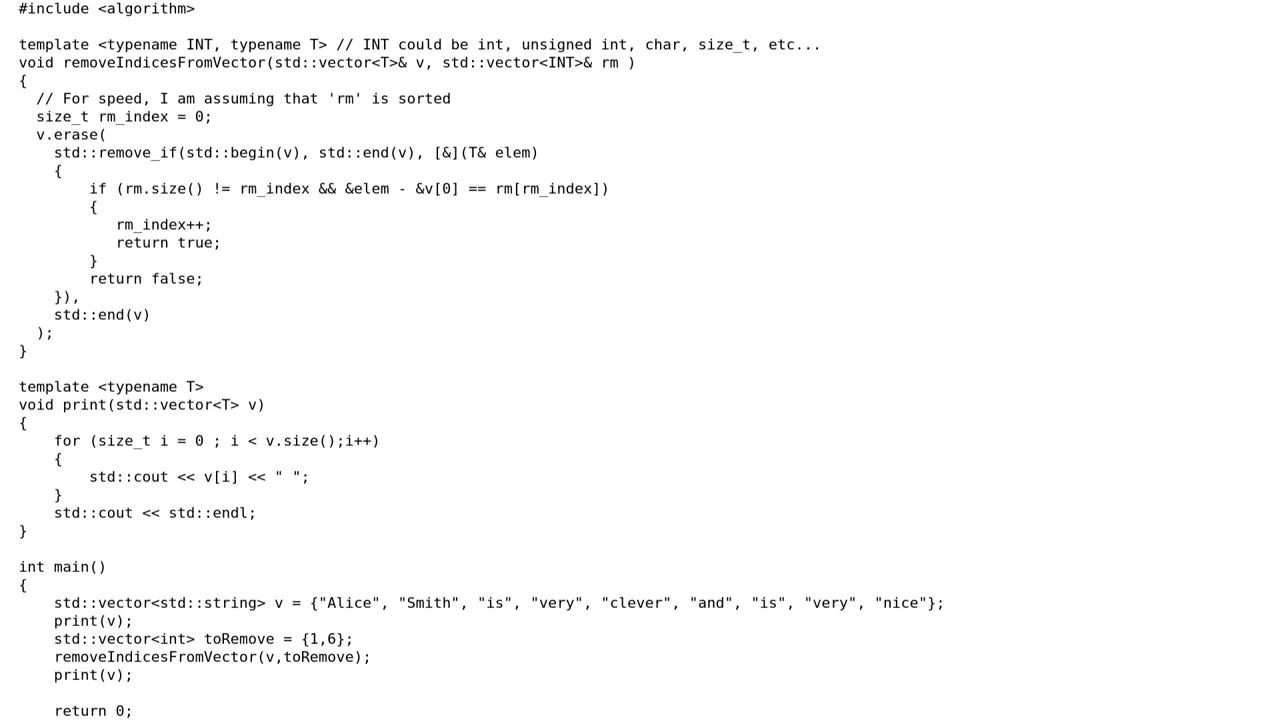 #include <algorithm>

template <typename INT, typename T> // INT could be int, unsigned int, char, size_t, etc...
void removeIndicesFromVector(std::vector<T>& v, std::vector<INT>& rm )
{
  // For speed, I am assuming that 'rm' is sorted
  size_t rm_index = 0;
  v.erase(
    std::remove_if(std::begin(v), std::end(v), [&](T& elem)
    {
        if (rm.size() != rm_index && &elem - &v[0] == rm[rm_index])
        {
           rm_index++;
           return true;
        }
        return false;
    }),
    std::end(v)
  );
}

template <typename T>
void print(std::vector<T> v)
{
    for (size_t i = 0 ; i < v.size();i++)
    {
        std::cout << v[i] << " ";
    }
    std::cout << std::endl;
}

int main()
{
    std::vector<std::string> v = {"Alice", "Smith", "is", "very", "clever", "and", "is", "very", "nice"};
    print(v);
    std::vector<int> toRemove = {1,6};
    removeIndicesFromVector(v,toRemove);
    print(v);

    return 0;